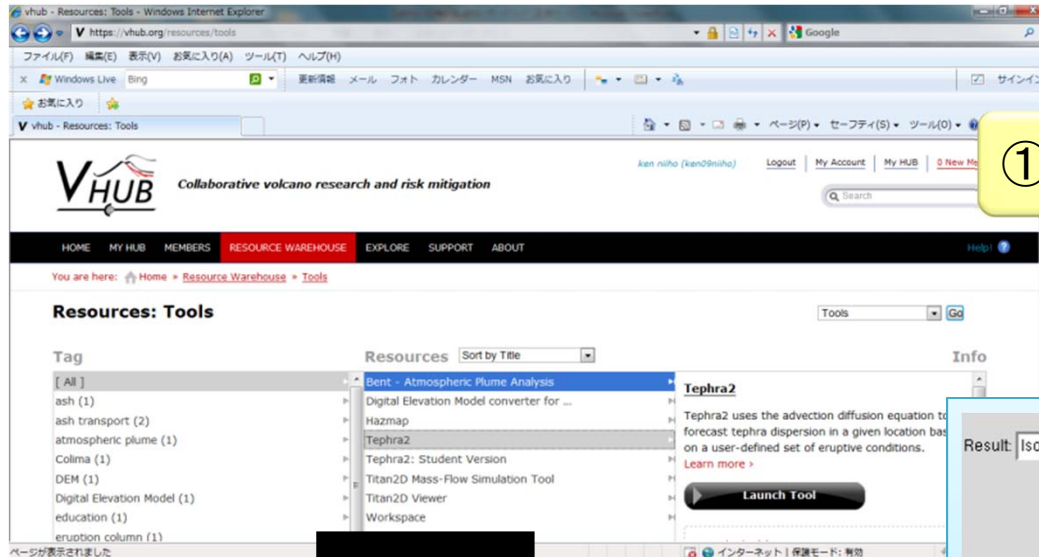 vhub - Resources: Tools - Windows Internet Explorer
https://vhub.org/resources/tools
Google
ファイル(F) 編集(E) 表示(V) お気に入り(A) ツール(T) ヘルプ(H)
Windows Live Bing 更新情報 メール フォト カレンダー MSN お気に入り サインイン
お気に入り
vhub - Resources: Tools
ページ(P) セーフティ(S) ツール(O)
①
ken niiho (ken09niiho) Logout My Account My HUB 0 New Me
VHUB Collaborative volcano research and risk mitigation
Search
HOME MY HUB MEMBERS RESOURCE WAREHOUSE EXPLORE SUPPORT ABOUT Help!
You are here: Home » Resource Warehouse » Tools
Resources: Tools
Tools Go
Tag Resources Sort by Title Info
[ All ]
ash (1)
ash transport (2)
atmospheric plume (1)
Colima (1)
DEM (1)
Digital Elevation Model (1)
education (1)
eruption column (1)
Bent - Atmospheric Plume Analysis
Digital Elevation Model converter for ...
Hazmap
Tephra2
Tephra2: Student Version
Titan2D Mass-Flow Simulation Tool
Titan2D Viewer
Workspace
Tephra2
Tephra2 uses the advection diffusion equation to
forecast tephra dispersion in a given location bas
on a user-defined set of eruptive conditions.
Learn more ›
Launch Tool
Result: Iso
ページが表示されました
インターネット | 保護モード: 有効